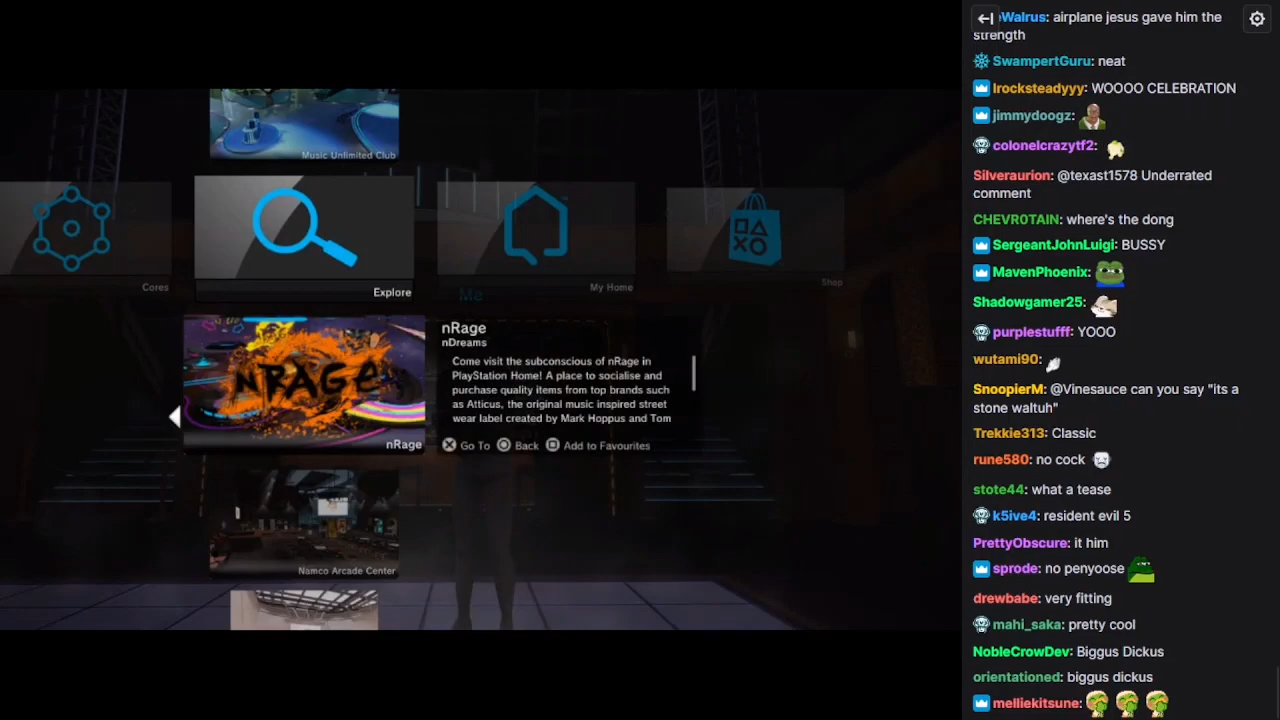 Music Unlimited Club
Cores
Explore
My Home
Shop
NRAGE
nRage
nRage
nDreams
Come visit the subconscious of nRage in
PlayStation Home! A place to socialise and
purchase quality items from top brands such
as Atticus, the original music inspired street
wear label created by Mark Hoppus and Tom
Go To Back Add to Favourites
Namco Arcade Center
eWalrus: airplane jesus gave him the
strength
SwampertGuru: neat
Irocksteadyyy: WOOOO CELEBRATION
jimmydoogz:
colonelcrazytf2:
Silveraurion: @texast1578 Underrated
comment
CHEVR0TAIN: where's the dong
SergeantJohnLuigi: BUSSY
MavenPhoenix:
Shadowgamer25:
purplestufff: YOOO
wutami90:
SnoopierM: @Vinesauce can you say "its a
stone waltuh"
Trekkie313: Classic
rune580: no cock
stote44: what a tease
k5ive4: resident evil 5
PrettyObscure: it him
sprode: no penyoose
drewbabe: very fitting
mahi_saka: pretty cool
NobleCrowDev: Biggus Dickus
orientationed: biggus dickus
melliekitsune: